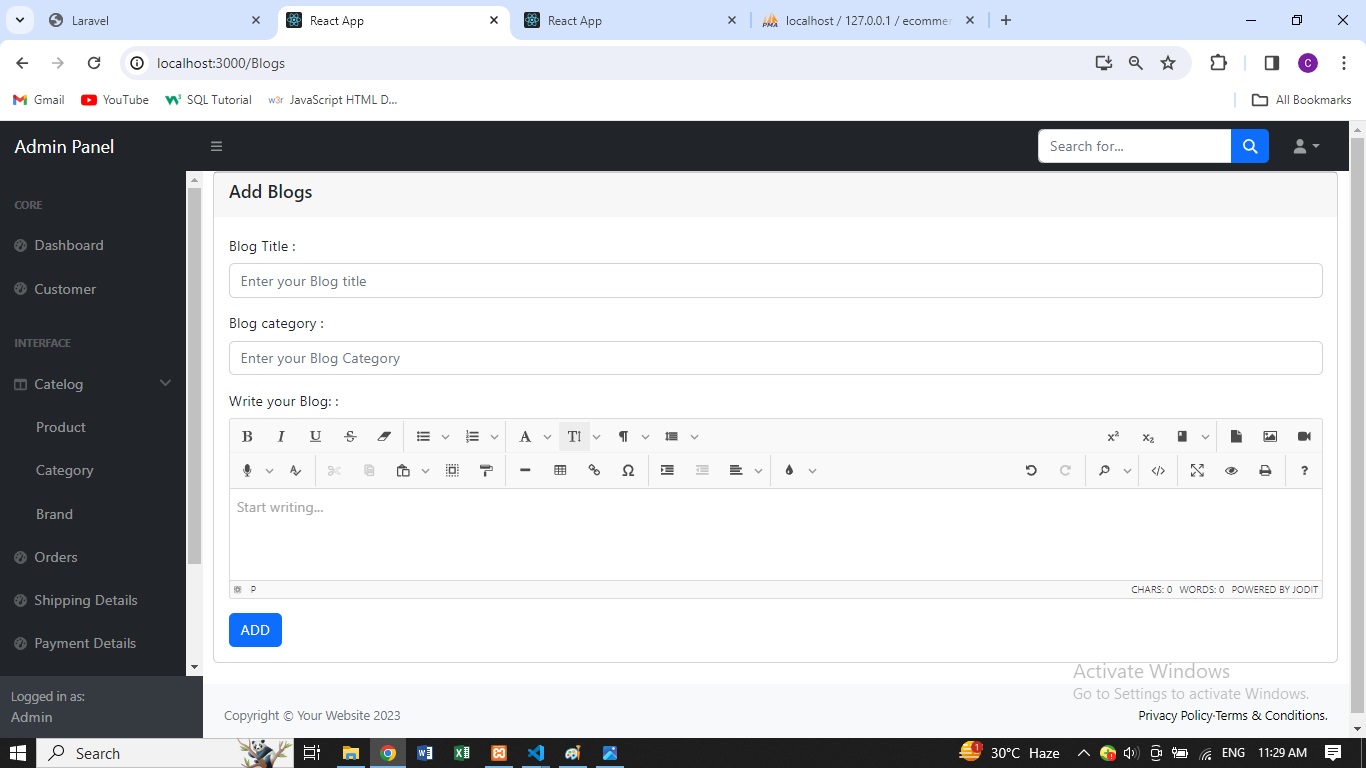 Laravel
React App
React App
localhost / 127.0.0.1 / ecomme
localhost:3000/Blogs
C
Gmail
YouTube
SQL Tutorial
JavaScript HTML D...
All Bookmarks
Admin Panel
Search for...
CORE
Dashboard
Customer
INTERFACE
Catelog
Product
Category
Brand
Orders
Shipping Details
Payment Details
Logged in as:
Admin
Add Blogs
Blog Title :
Enter your Blog title
Blog category :
Enter your Blog Category
Write your Blog: :
Start writing...
P
CHARS: 0 WORDS: 0 POWERED BY JODIT
ADD
Activate Windows
Go to Settings to activate Windows.
Copyright © Your Website 2023
Privacy Policy·Terms & Conditions.
Search
1
30°C Haze
ENG
11:29 AM